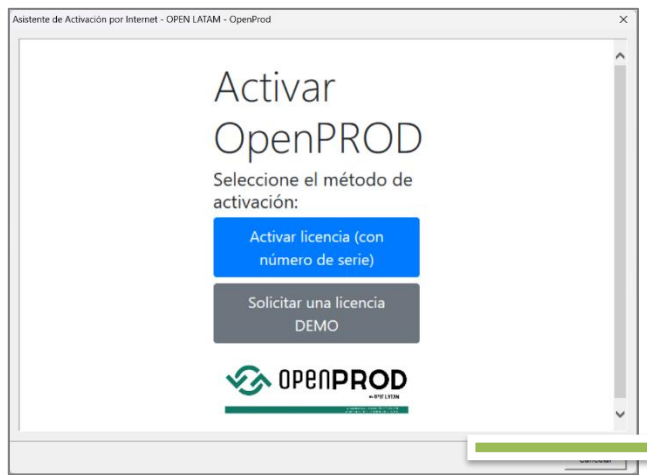 Asistente de Activación por Internet - OPEN LATAM - OpenProd
Activar
OpenPROD
Seleccione el método de
activación:
Activar licencia (con
número de serie)
Solicitar una licencia
DEMO
OPENPROD